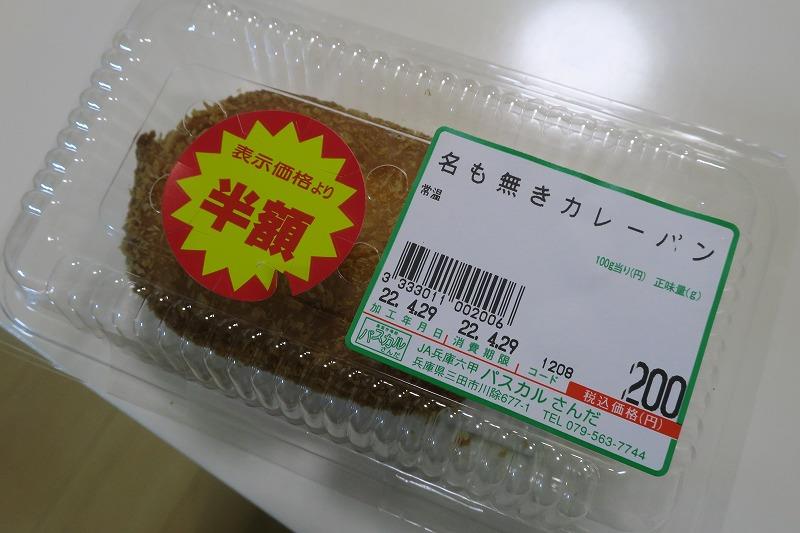 表示価格より
半額
名も無きカレーパン
常温
100g当り(円) 正味量(g)
3 333011 002006
22. 4.29 22. 4.29
加工年月日 消費期限 コード 1208
200
税込価格(円)
パスカル
さんだ
JA兵庫六甲 パスカルさんだ
兵庫県三田市川除677-1 TEL 079-563-7744